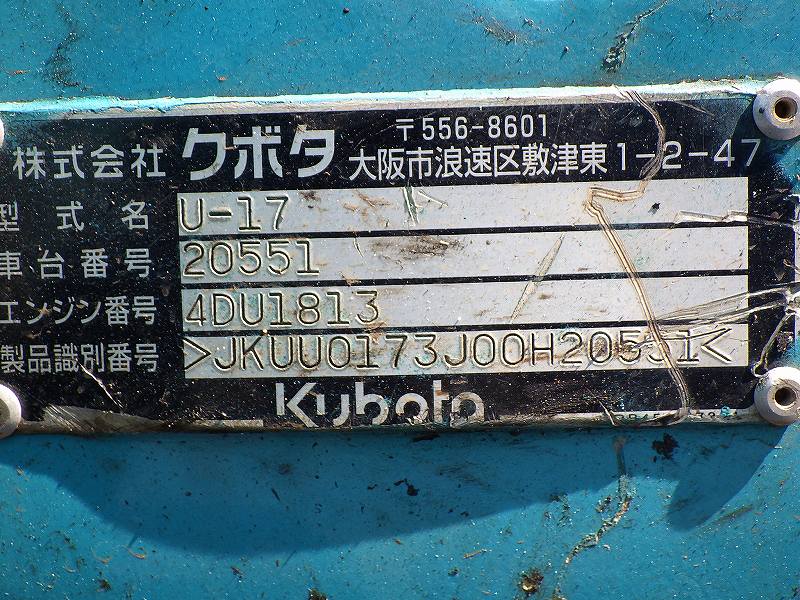 〒556-8601
株式会社 クボタ 大阪市浪速区敷津東1-2-47
型式名 U-17
車台番号 20551
エンジン番号 4DU1813
製品識別番号 >JKUU0173J00H20551<
Kubota